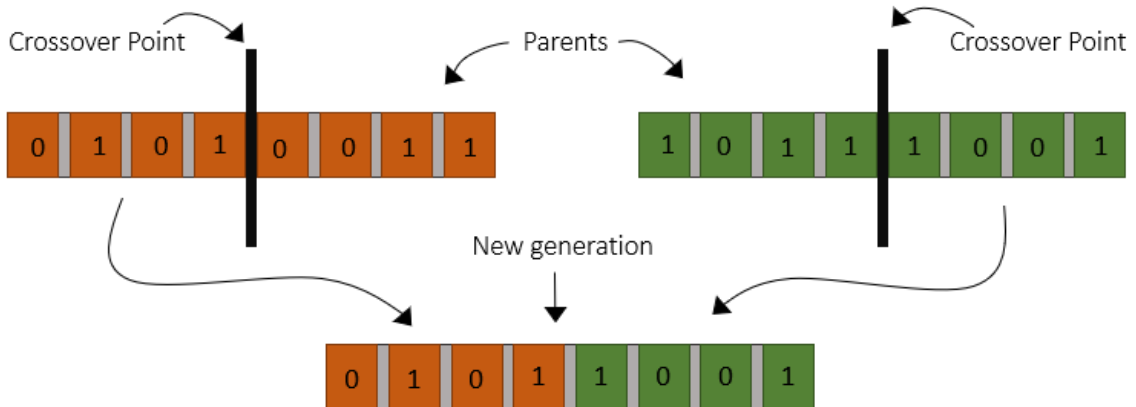 Crossover Point
Parents
Crossover Point
0 1 0 1 0 0 1 1
1 0 1 1 1 0 0 1
New generation
0 1 0 1 1 0 0 1